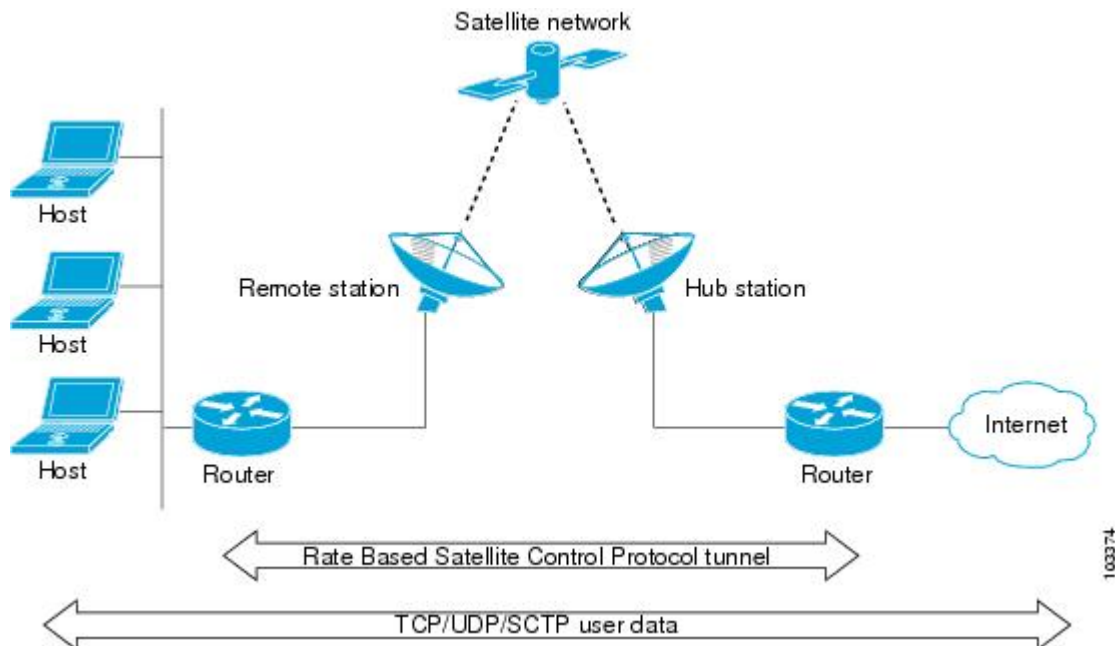 Satellite network
Host
Remote station
Hub station
Host
Internet
Host
Router
Router
Rate Based Satellite Control Protocol tunnel
TCP/UDP/SCTP user data